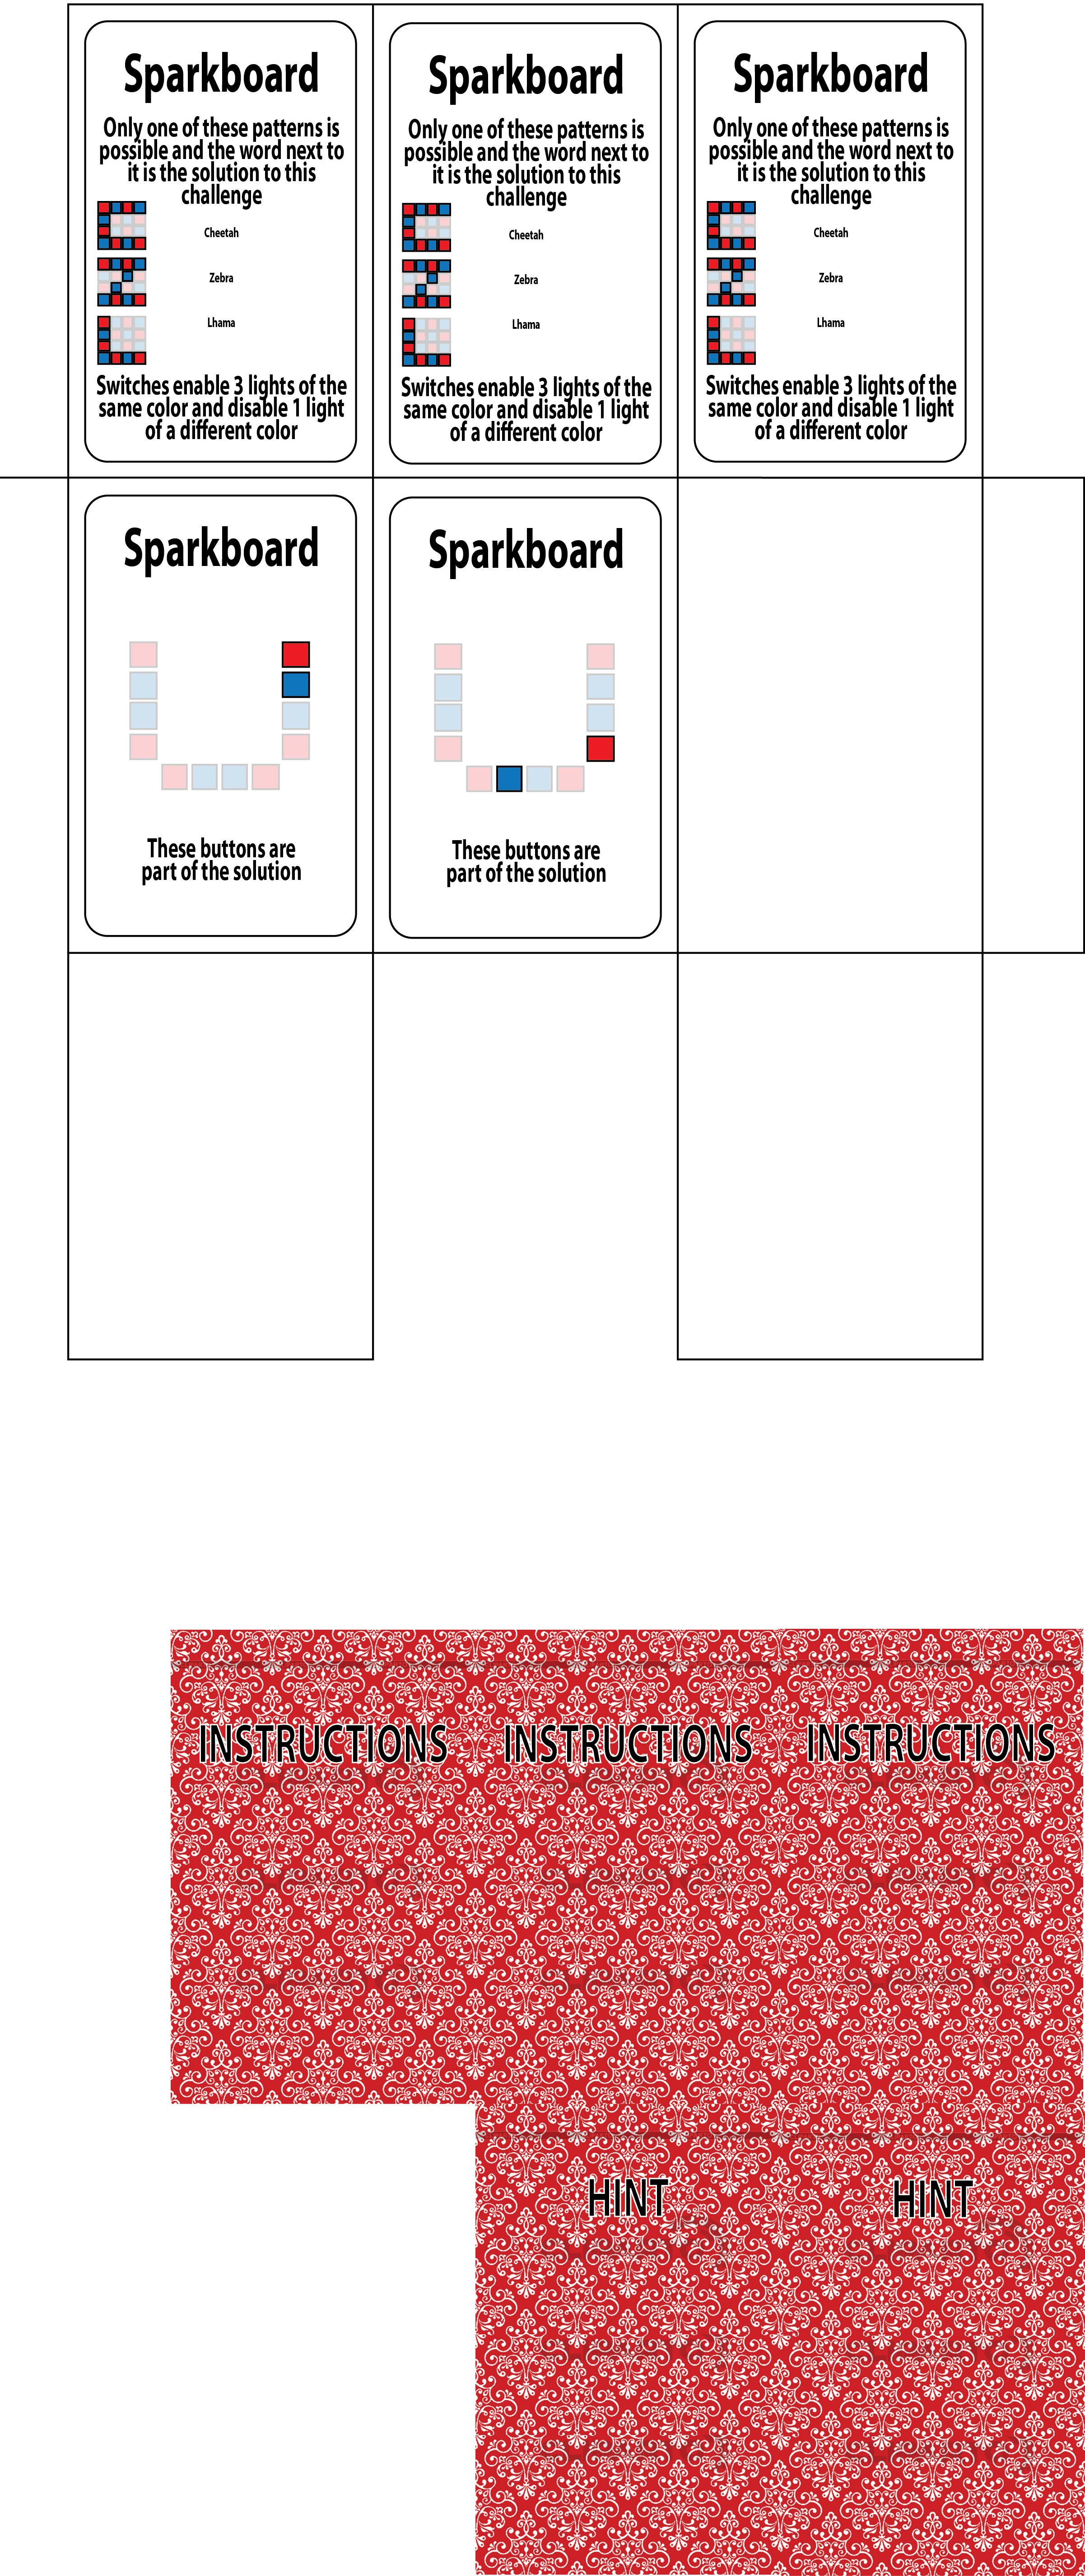 Sparkboard
Only one of these patterns is
possible and the word next to
it is the solution to this
challenge
Cheetah
Zebra
Lhama
Switches enable 3 lights of the
same color and disable 1 light
of a different color
Sparkboard
Only one of these patterns is
possible and the word next to
it is the solution to this
challenge
Cheetah
Zebra
Lhama
Switches enable 3 lights of the
same color and disable 1 light
of a different color
Sparkboard
Only one of these patterns is
possible and the word next to
it is the solution to this
challenge
Cheetah
Zebra
Lhama
Switches enable 3 lights of the
same color and disable 1 light
of a different color
Sparkboard
These buttons are
part of the solution
Sparkboard
These buttons are
part of the solution
INSTRUCTIONS
INSTRUCTIONS
INSTRUCTIONS
HINT
HINT